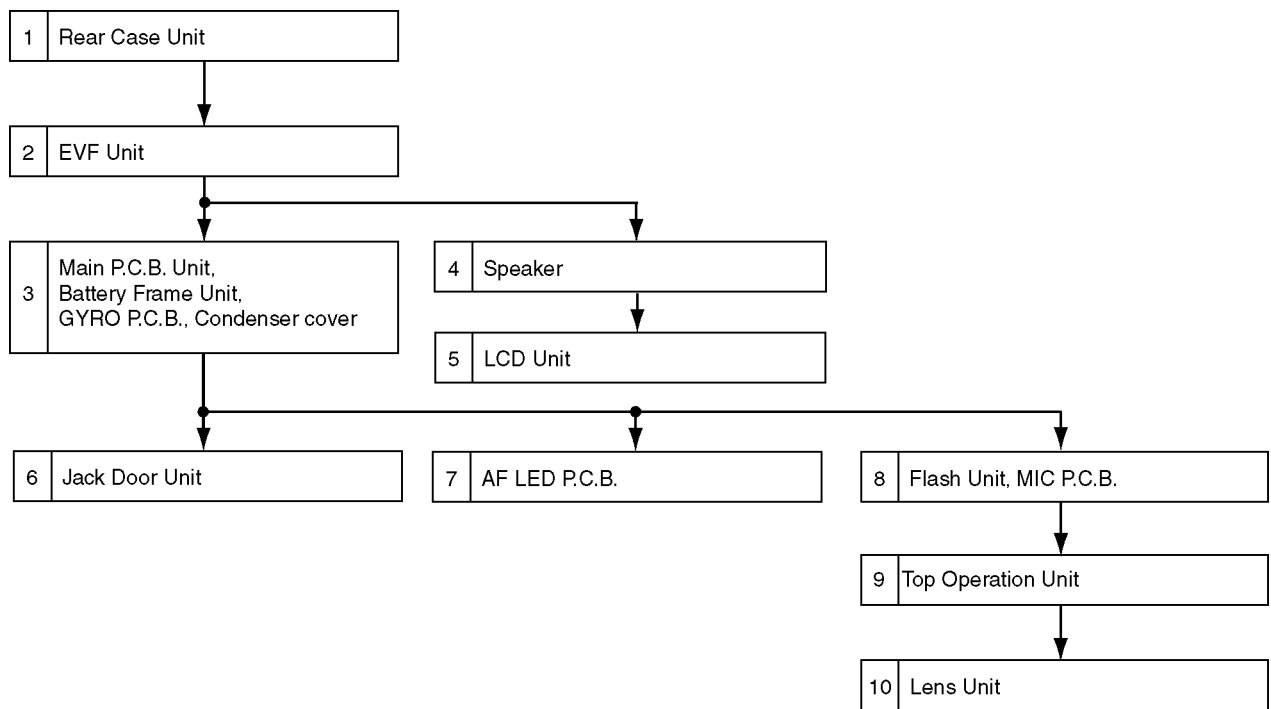 1 Rear Case Unit
2 EVF Unit
3 Main P.C.B. Unit,
Battery Frame Unit,
GYRO P.C.B., Condenser cover
4 Speaker
5 LCD Unit
6 Jack Door Unit
7 AF LED P.C.B.
8 Flash Unit, MIC P.C.B.
9 Top Operation Unit
10 Lens Unit